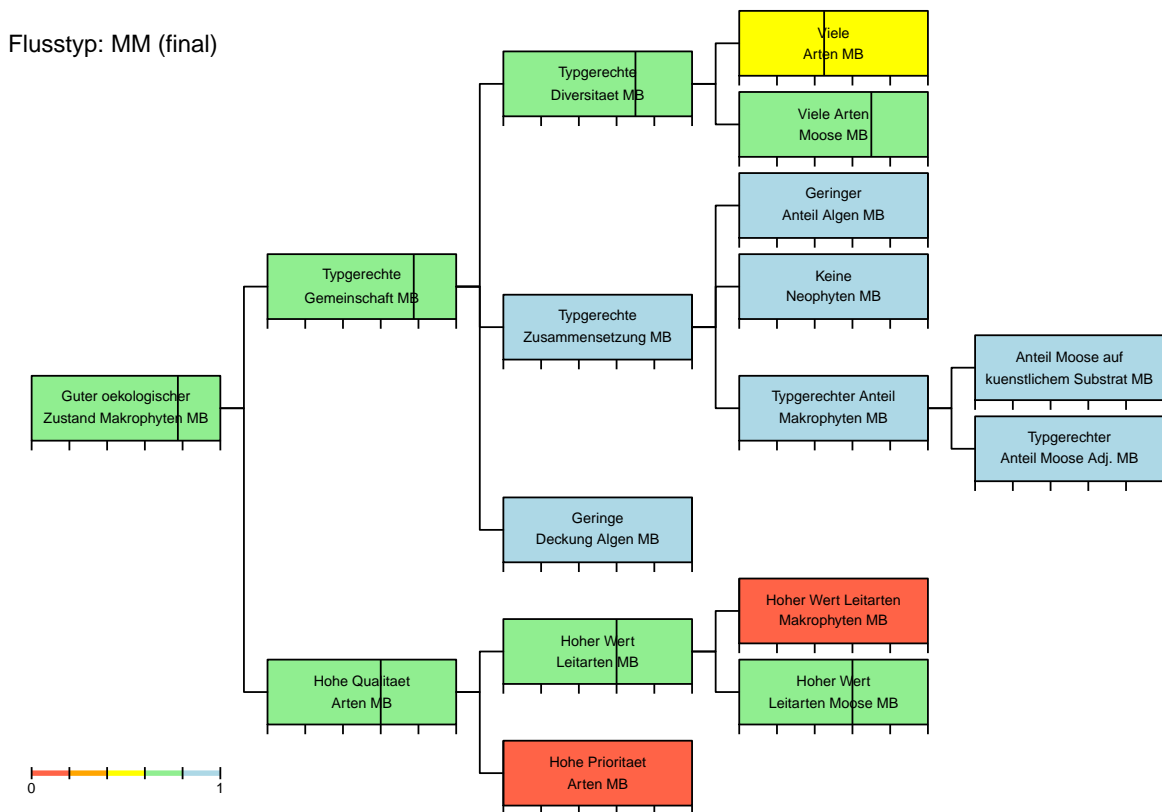 Flusstyp: MM (final)
Viele
Arten MB
Typgerechte
Diversitaet MB
Viele Arten
Moose MB
Geringer
Anteil Algen MB
Typgerechte
Gemeinschaft MB
Keine
Neophyten MB
Typgerechte
Zusammensetzung MB
Anteil Moose auf
kuenstlichem Substrat MB
Guter oekologischer
Zustand Makrophyten MB
Typgerechter Anteil
Makrophyten MB
Typgerechter
Anteil Moose Adj. MB
Geringe
Deckung Algen MB
Hoher Wert Leitarten
Makrophyten MB
Hoher Wert
Leitarten MB
Hohe Qualitaet
Arten MB
Hoher Wert
Leitarten Moose MB
Hohe Prioritaet
Arten MB
0 1